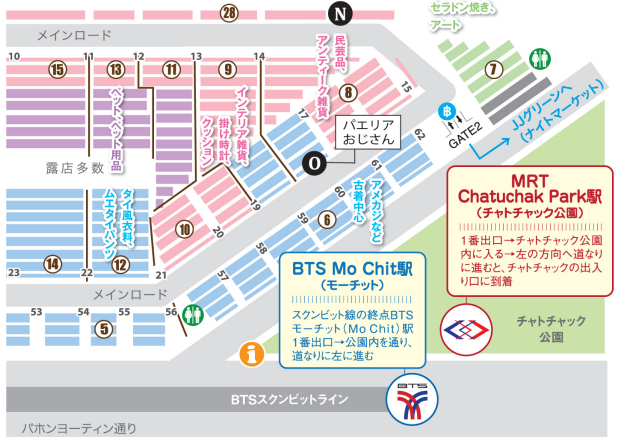 28
N
セラドン焼き、
アート
メインロード
10
11
12
13
14
15
13
11
9
民芸品、
アンティーク雑貨
8
15
7
฿
GATE2
JJグリーンへ
(ナイトマーケット)
ペット、ペット用品
インテリア雑貨、
掛け時計、
クッション
17
パエリア
おじさん
O
62
61
60
59
58
57
露店多数
タイ風衣料、
ムエタイパンツ
20
19
10
6
アメカジなど
古着中心
MRT
Chatuchak Park駅
(チャトチャック公園)
1番出口→チャトチャック公園
内に入る→左の方向へ道なり
に進むと、チャトチャックの出入
り口に到着
14
12
23
22
21
メインロード
BTS Mo Chit駅
(モーチット)
スクンビット線の終点BTS
モーチット(Mo Chit)駅
1番出口→公園内を通り、
道なりに左に進む
53
54
55
56
5
i
チャトチャック
公園
BTSスクンビットライン
BTS
パホンヨーティン通り